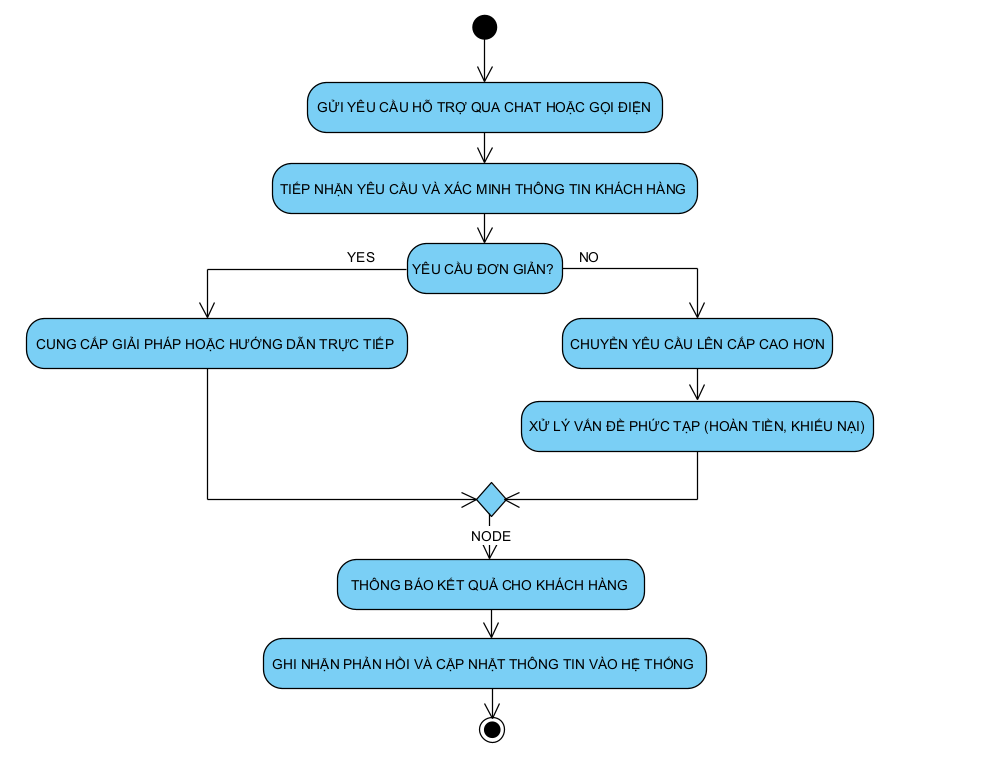 GỬI YÊU CẦU HỖ TRỢ QUA CHAT HOẶC GỌI ĐIỆN
TIẾP NHẬN YÊU CẦU VÀ XÁC MINH THÔNG TIN KHÁCH HÀNG
YES
YÊU CẦU ĐƠN GIẢN?
NO
CUNG CẤP GIẢI PHÁP HOẶC HƯỚNG DẪN TRỰC TIẾP
CHUYỂN YÊU CẦU LÊN CẤP CAO HƠN
XỬ LÝ VẤN ĐỀ PHỨC TẠP (HOÀN TIỀN, KHIẾU NẠI)
NODE
THÔNG BÁO KẾT QUẢ CHO KHÁCH HÀNG
GHI NHẬN PHẢN HỒI VÀ CẬP NHẬT THÔNG TIN VÀO HỆ THỐNG